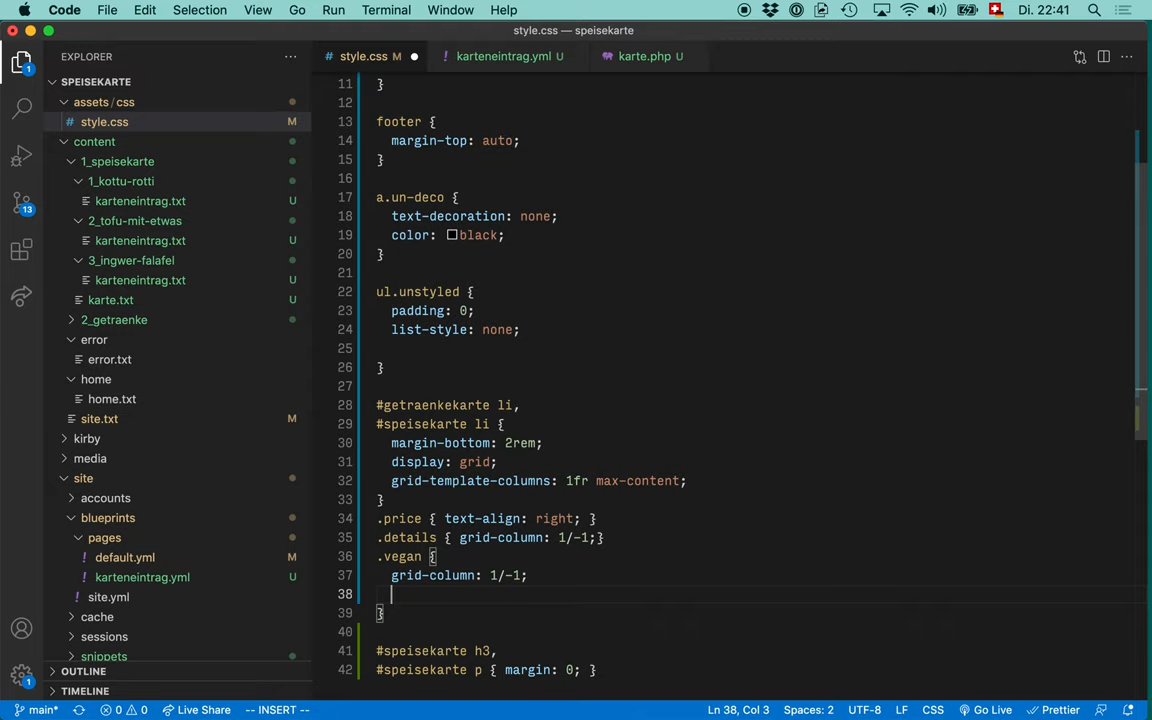 Code File Edit Selection View Go Run Terminal Window Help Di. 22:41
style.css — speisekarte
EXPLORER
style.css M
karteneintrag.yml U
karte.php U
SPEISEKARTE
assets / css
style.css M
content
1_speisekarte
1_kottu-rotti
karteneintrag.txt U
2_tofu-mit-etwas
karteneintrag.txt U
3_ingwer-falafel
karteneintrag.txt U
karte.txt U
2_getraenke
error
error.txt
home
home.txt
site.txt M
kirby
media
site
accounts
blueprints
pages
default.yml M
karteneintrag.yml U
site.yml
cache
sessions
snippets
OUTLINE
TIMELINE
1
13
1
11 }
12
13 footer {
14 margin-top: auto;
15 }
16
17 a.un-deco {
18 text-decoration: none;
19 color: black;
20 }
21
22 ul.unstyled {
23 padding: 0;
24 list-style: none;
25
26 }
27
28 #getraenkekarte li,
29 #speisekarte li {
30 margin-bottom: 2rem;
31 display: grid;
32 grid-template-columns: 1fr max-content;
33 }
34 .price { text-align: right; }
35 .details { grid-column: 1/-1;}
36 .vegan {
37 grid-column: 1/-1;
38
39 }
40
41 #speisekarte h3,
42 #speisekarte p { margin: 0; }
main* 0 0 Live Share -- INSERT -- Ln 38, Col 3 Spaces: 2 UTF-8 LF CSS Go Live Prettier